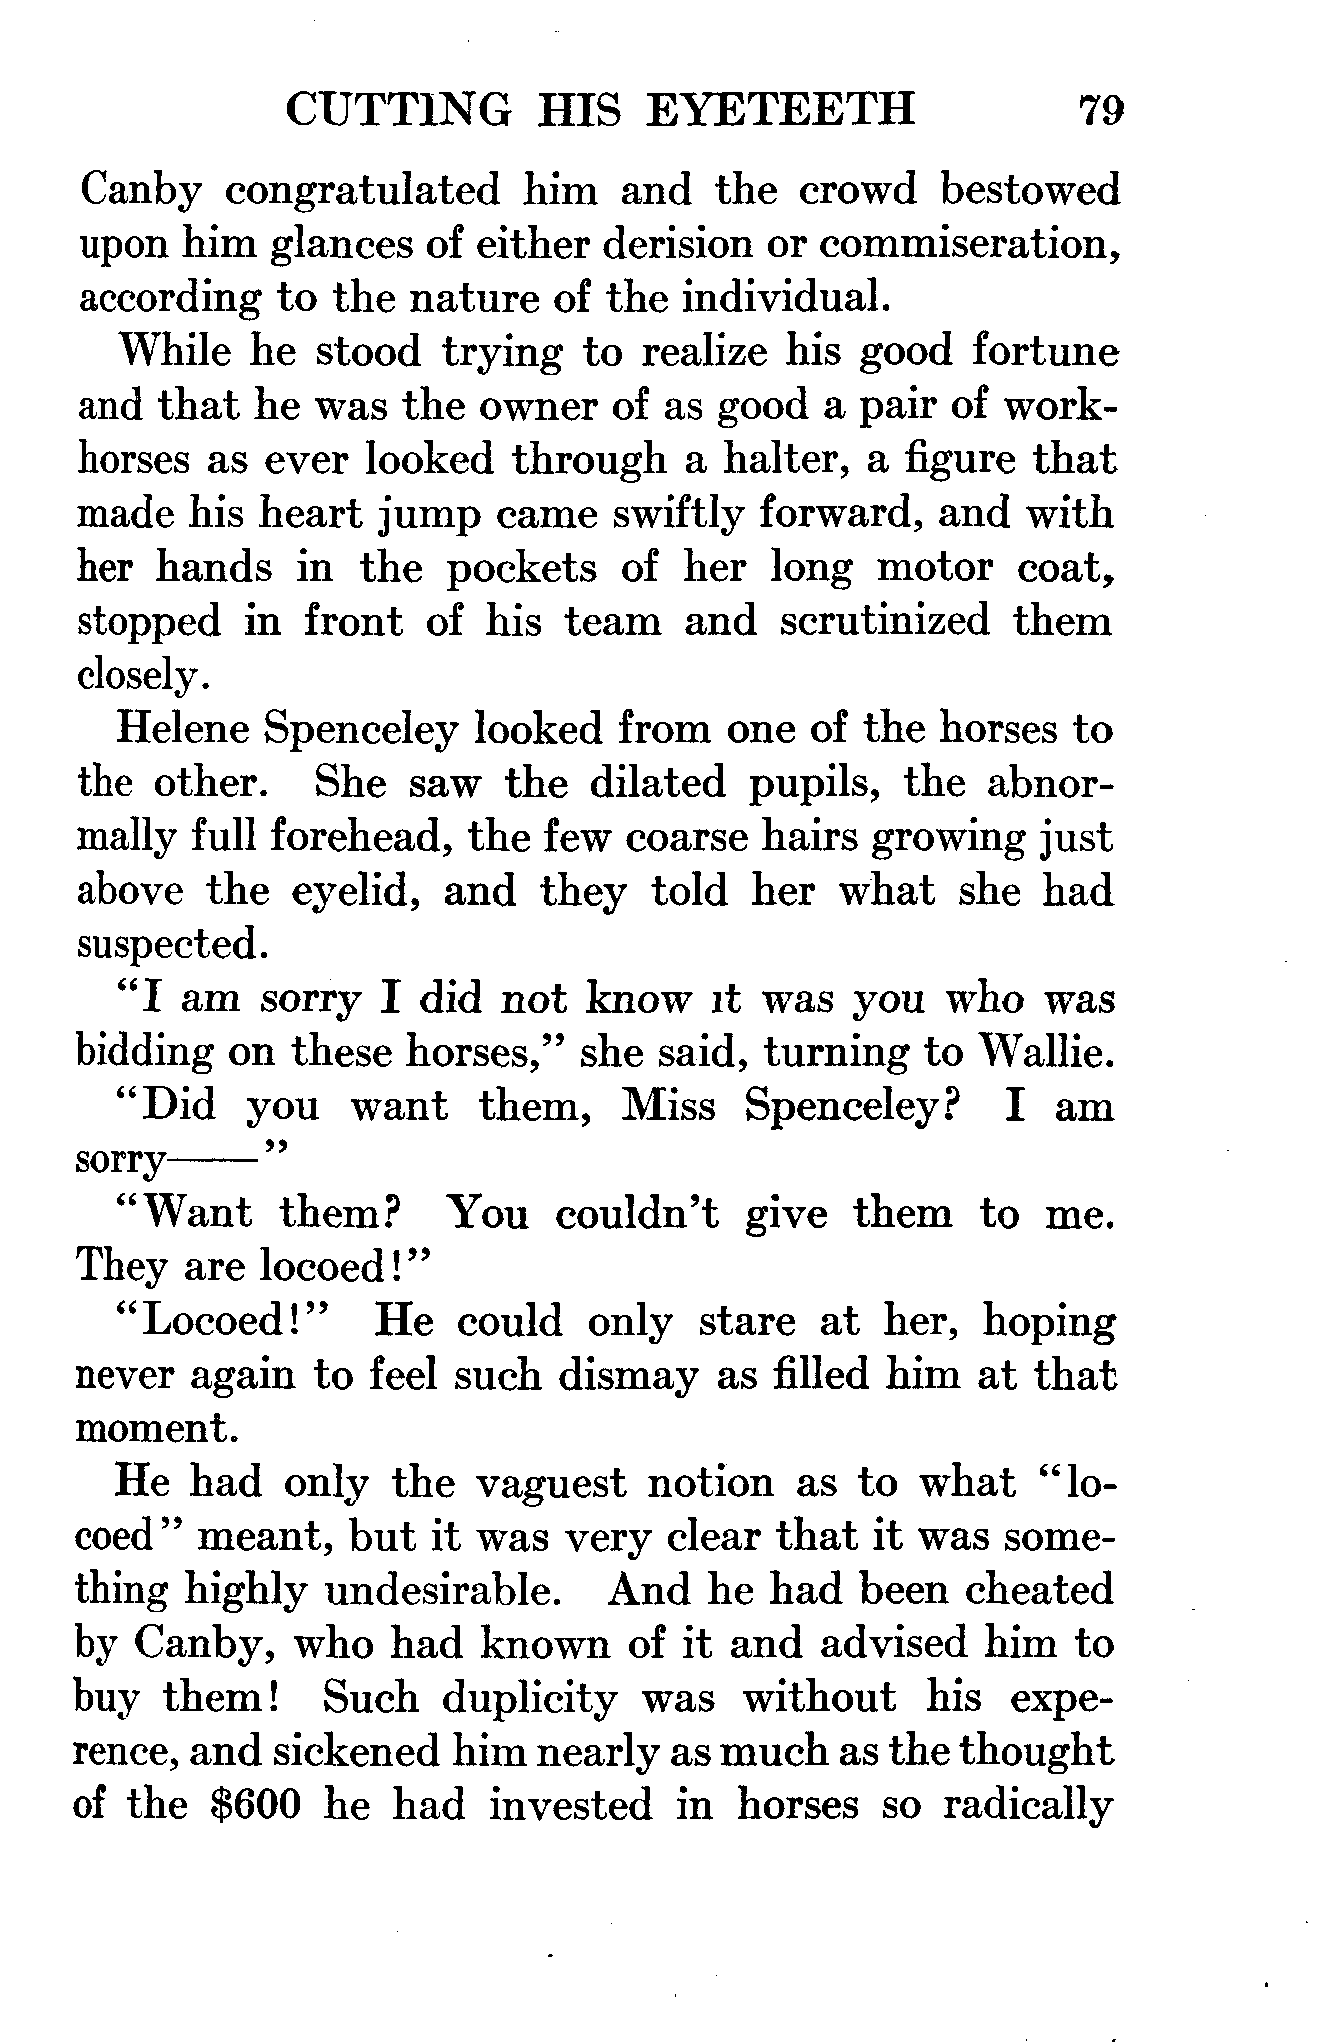 CUTTING HIS EYETEETH 79
Canby congratulated him and the crowd bestowed
upon him glances of either derision or commiseration,
according to the nature of the individual.
While he stood trying to realize his good fortune
and that he was the owner of as good a pair of work-
horses as ever looked through a halter, a figure that
made his heart jump came swiftly forward, and with
her hands in the pockets of her long motor coat,
stopped in front of his team and scrutinized them
closely.
Helene Spenceley looked from one of the horses to
the other. She saw the dilated pupils, the abnor-
mally full forehead, the few coarse hairs growing just
above the eyelid, and they told her what she had
suspected.
"I am sorry I did not know it was you who was
bidding on these horses," she said, turning to Wallie.
"Did you want them, Miss Spenceley? I am
sorry——"
"Want them? You couldn't give them to me.
They are locoed!"
"Locoed!" He could only stare at her, hoping
never again to feel such dismay as filled him at that
moment.
He had only the vaguest notion as to what "lo-
coed" meant, but it was very clear that it was some-
thing highly undesirable. And he had been cheated
by Canby, who had known of it and advised him to
buy them! Such duplicity was without his expe-
rence, and sickened him nearly as much as the thought
of the $600 he had invested in horses so radically